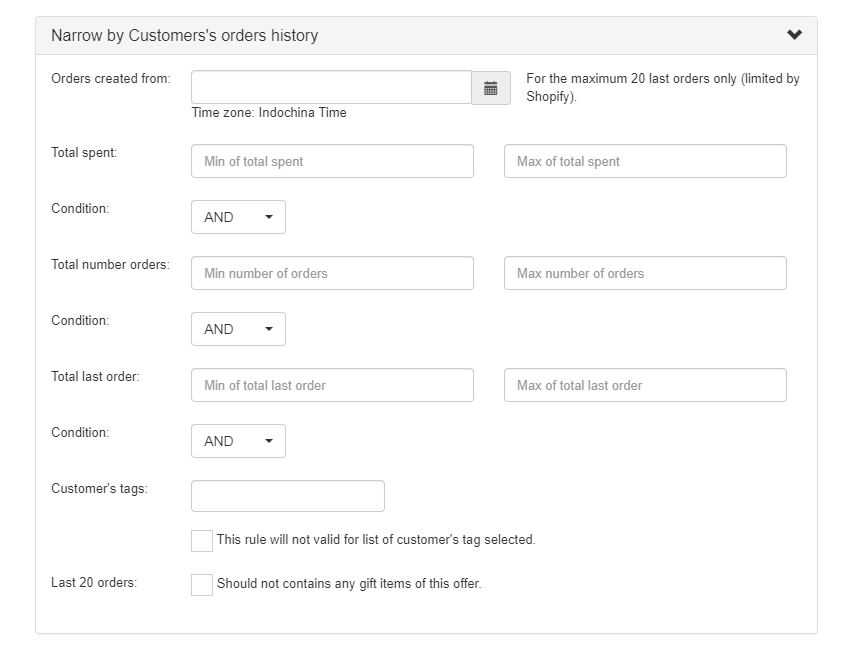 Narrow by Customers's orders history
Orders created from:
For the maximum 20 last orders only (limited by
Shopify).
Time zone: Indochina Time
Total spent:
Min of total spent
Max of total spent
Condition:
AND
Total number orders:
Min number of orders
Max number of orders
Condition:
AND
Total last order:
Min of total last order
Max of total last order
Condition:
AND
Customer's tags:
This rule will not valid for list of customer's tag selected.
Last 20 orders:
Should not contains any gift items of this offer.